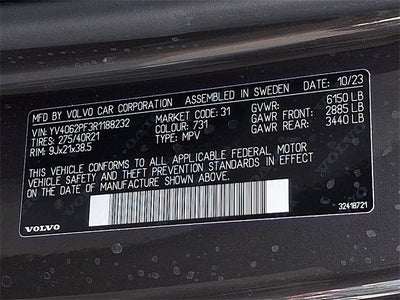 MFD BY VOLVO CAR CORPORATION ASSEMBLED IN SWEDEN DATE: 10/23
VIN: YV4062PF3R1188232 MARKET CODE: 31 GVWR: 6150 LB
TIRE: 275/40R21 COLOUR: 731 GAWR FRONT: 2885 LB
RIM: 9Jx21x38.5 TYPE: MPV GAWR REAR: 3440 LB
THIS VEHICLE CONFORMS TO ALL APPLICABLE FEDERAL MOTOR
VEHICLE SAFETY AND THEFT PREVENTION STANDARDS IN EFFECT ON THE
DATE OF MANUFACTURE SHOWN ABOVE.
VOLVO 32418721